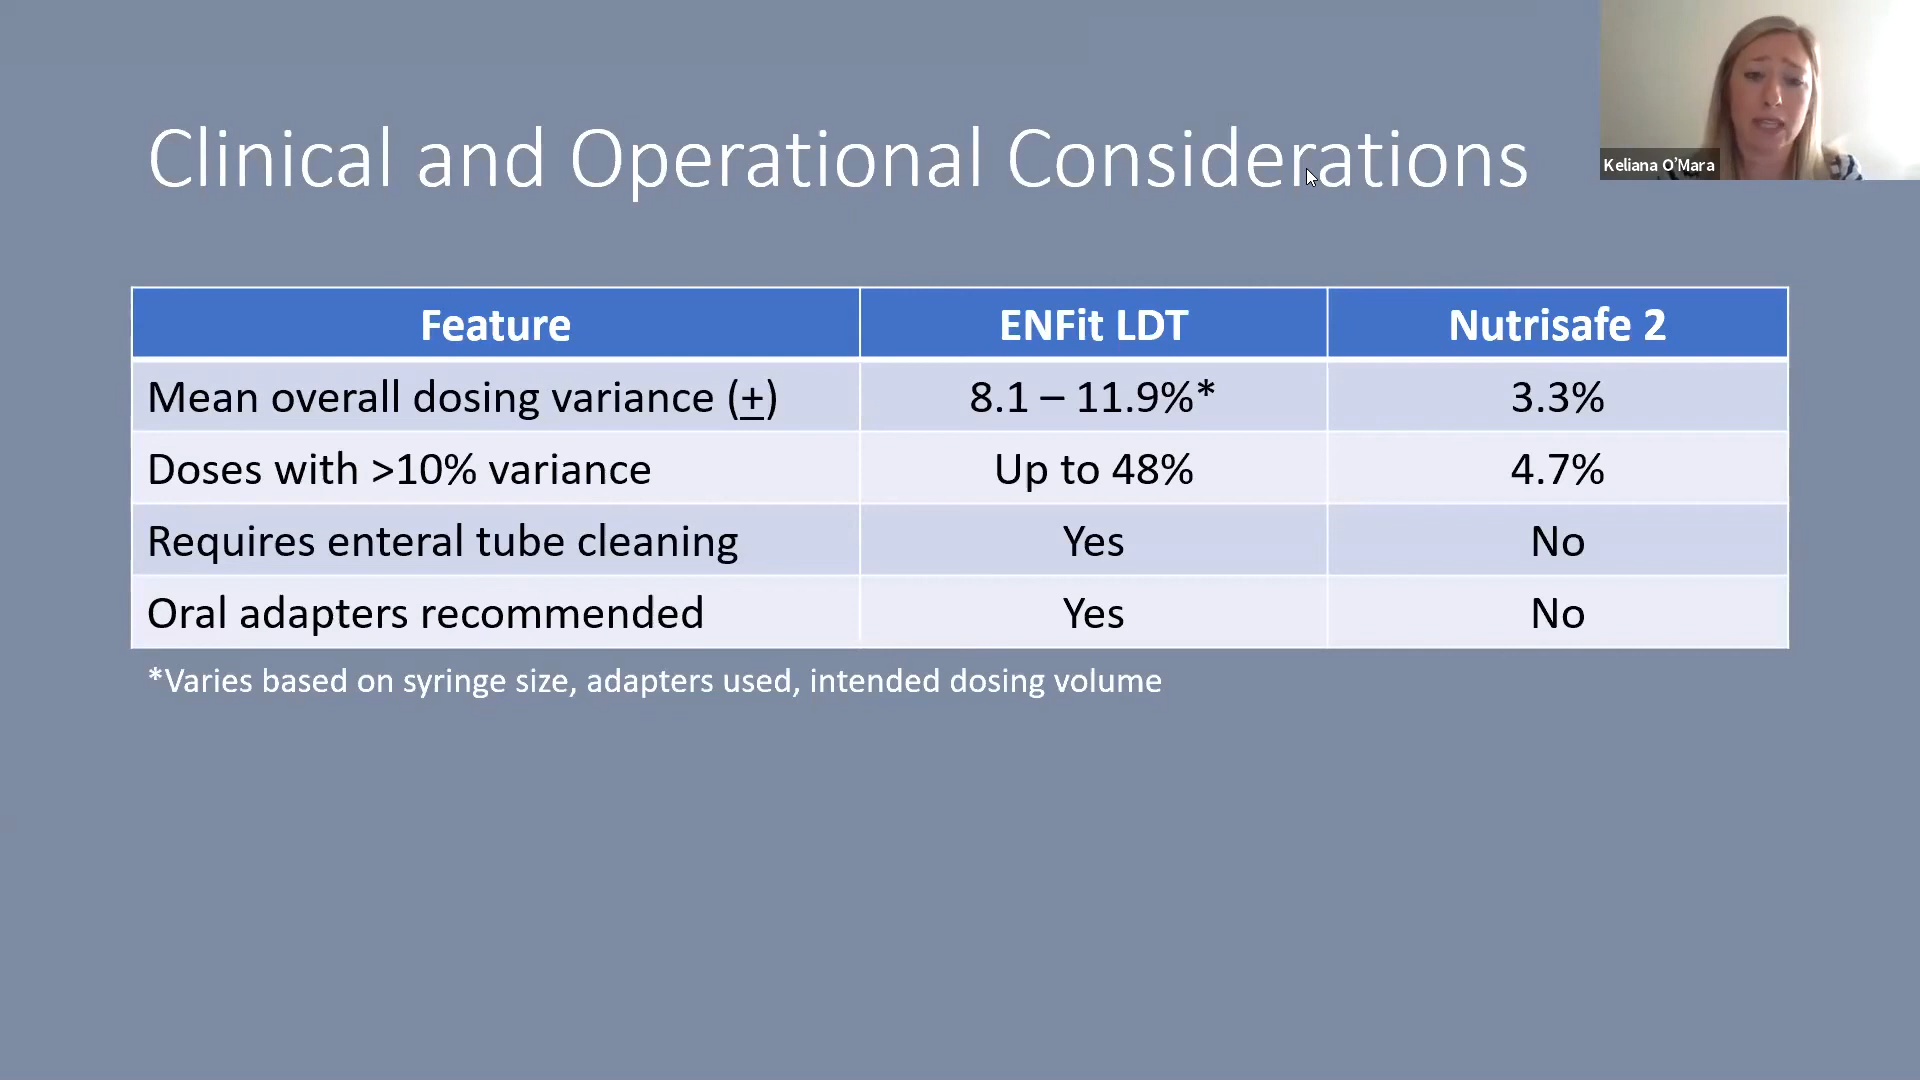 Clinical and Operational Considerations
Keliana O'Mara
Feature ENFit LDT Nutrisafe 2
Mean overall dosing variance (+) 8.1 – 11.9%* 3.3%
Doses with >10% variance Up to 48% 4.7%
Requires enteral tube cleaning Yes No
Oral adapters recommended Yes No
*Varies based on syringe size, adapters used, intended dosing volume